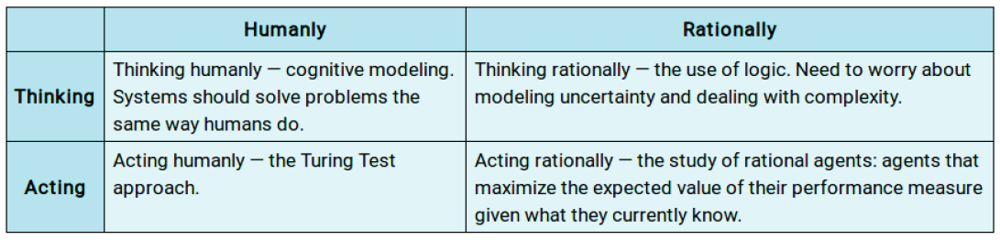 Humanly Rationally
Thinking
Thinking humanly — cognitive modeling.
Systems should solve problems the
same way humans do.
Thinking rationally — the use of logic. Need to worry about
modeling uncertainty and dealing with complexity.
Acting
Acting humanly — the Turing Test
approach.
Acting rationally — the study of rational agents: agents that
maximize the expected value of their performance measure
given what they currently know.